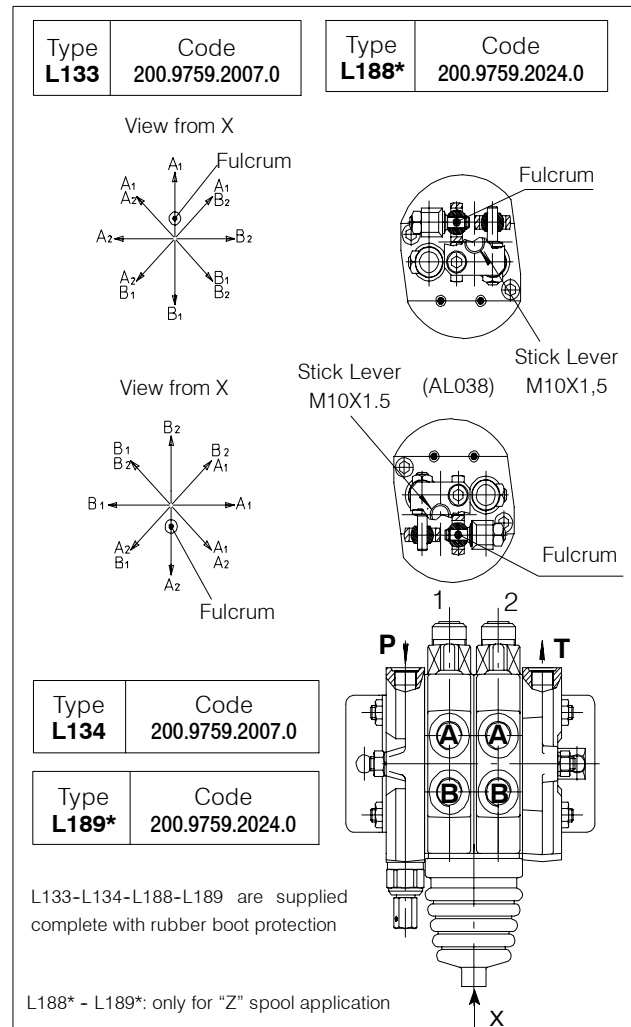 Type
L133
Code
200.9759.2007.0
Type
L188*
Code
200.9759.2024.0
View from X
Fulcrum
A1
A1
A2
A1
B2
A2
B2
A2
B1
B1
B2
B1
Fulcrum
Stick Lever
M10X1,5
Stick Lever
M10X1.5
(AL038)
View from X
B2
B1
B2
B2
A1
B1
A1
A2
B1
A1
A2
A2
Fulcrum
Fulcrum
1
2
P
T
A
A
B
B
X
Type
L134
Code
200.9759.2007.0
Type
L189*
Code
200.9759.2024.0
L133-L134-L188-L189 are supplied
complete with rubber boot protection
L188* - L189*: only for “Z” spool application